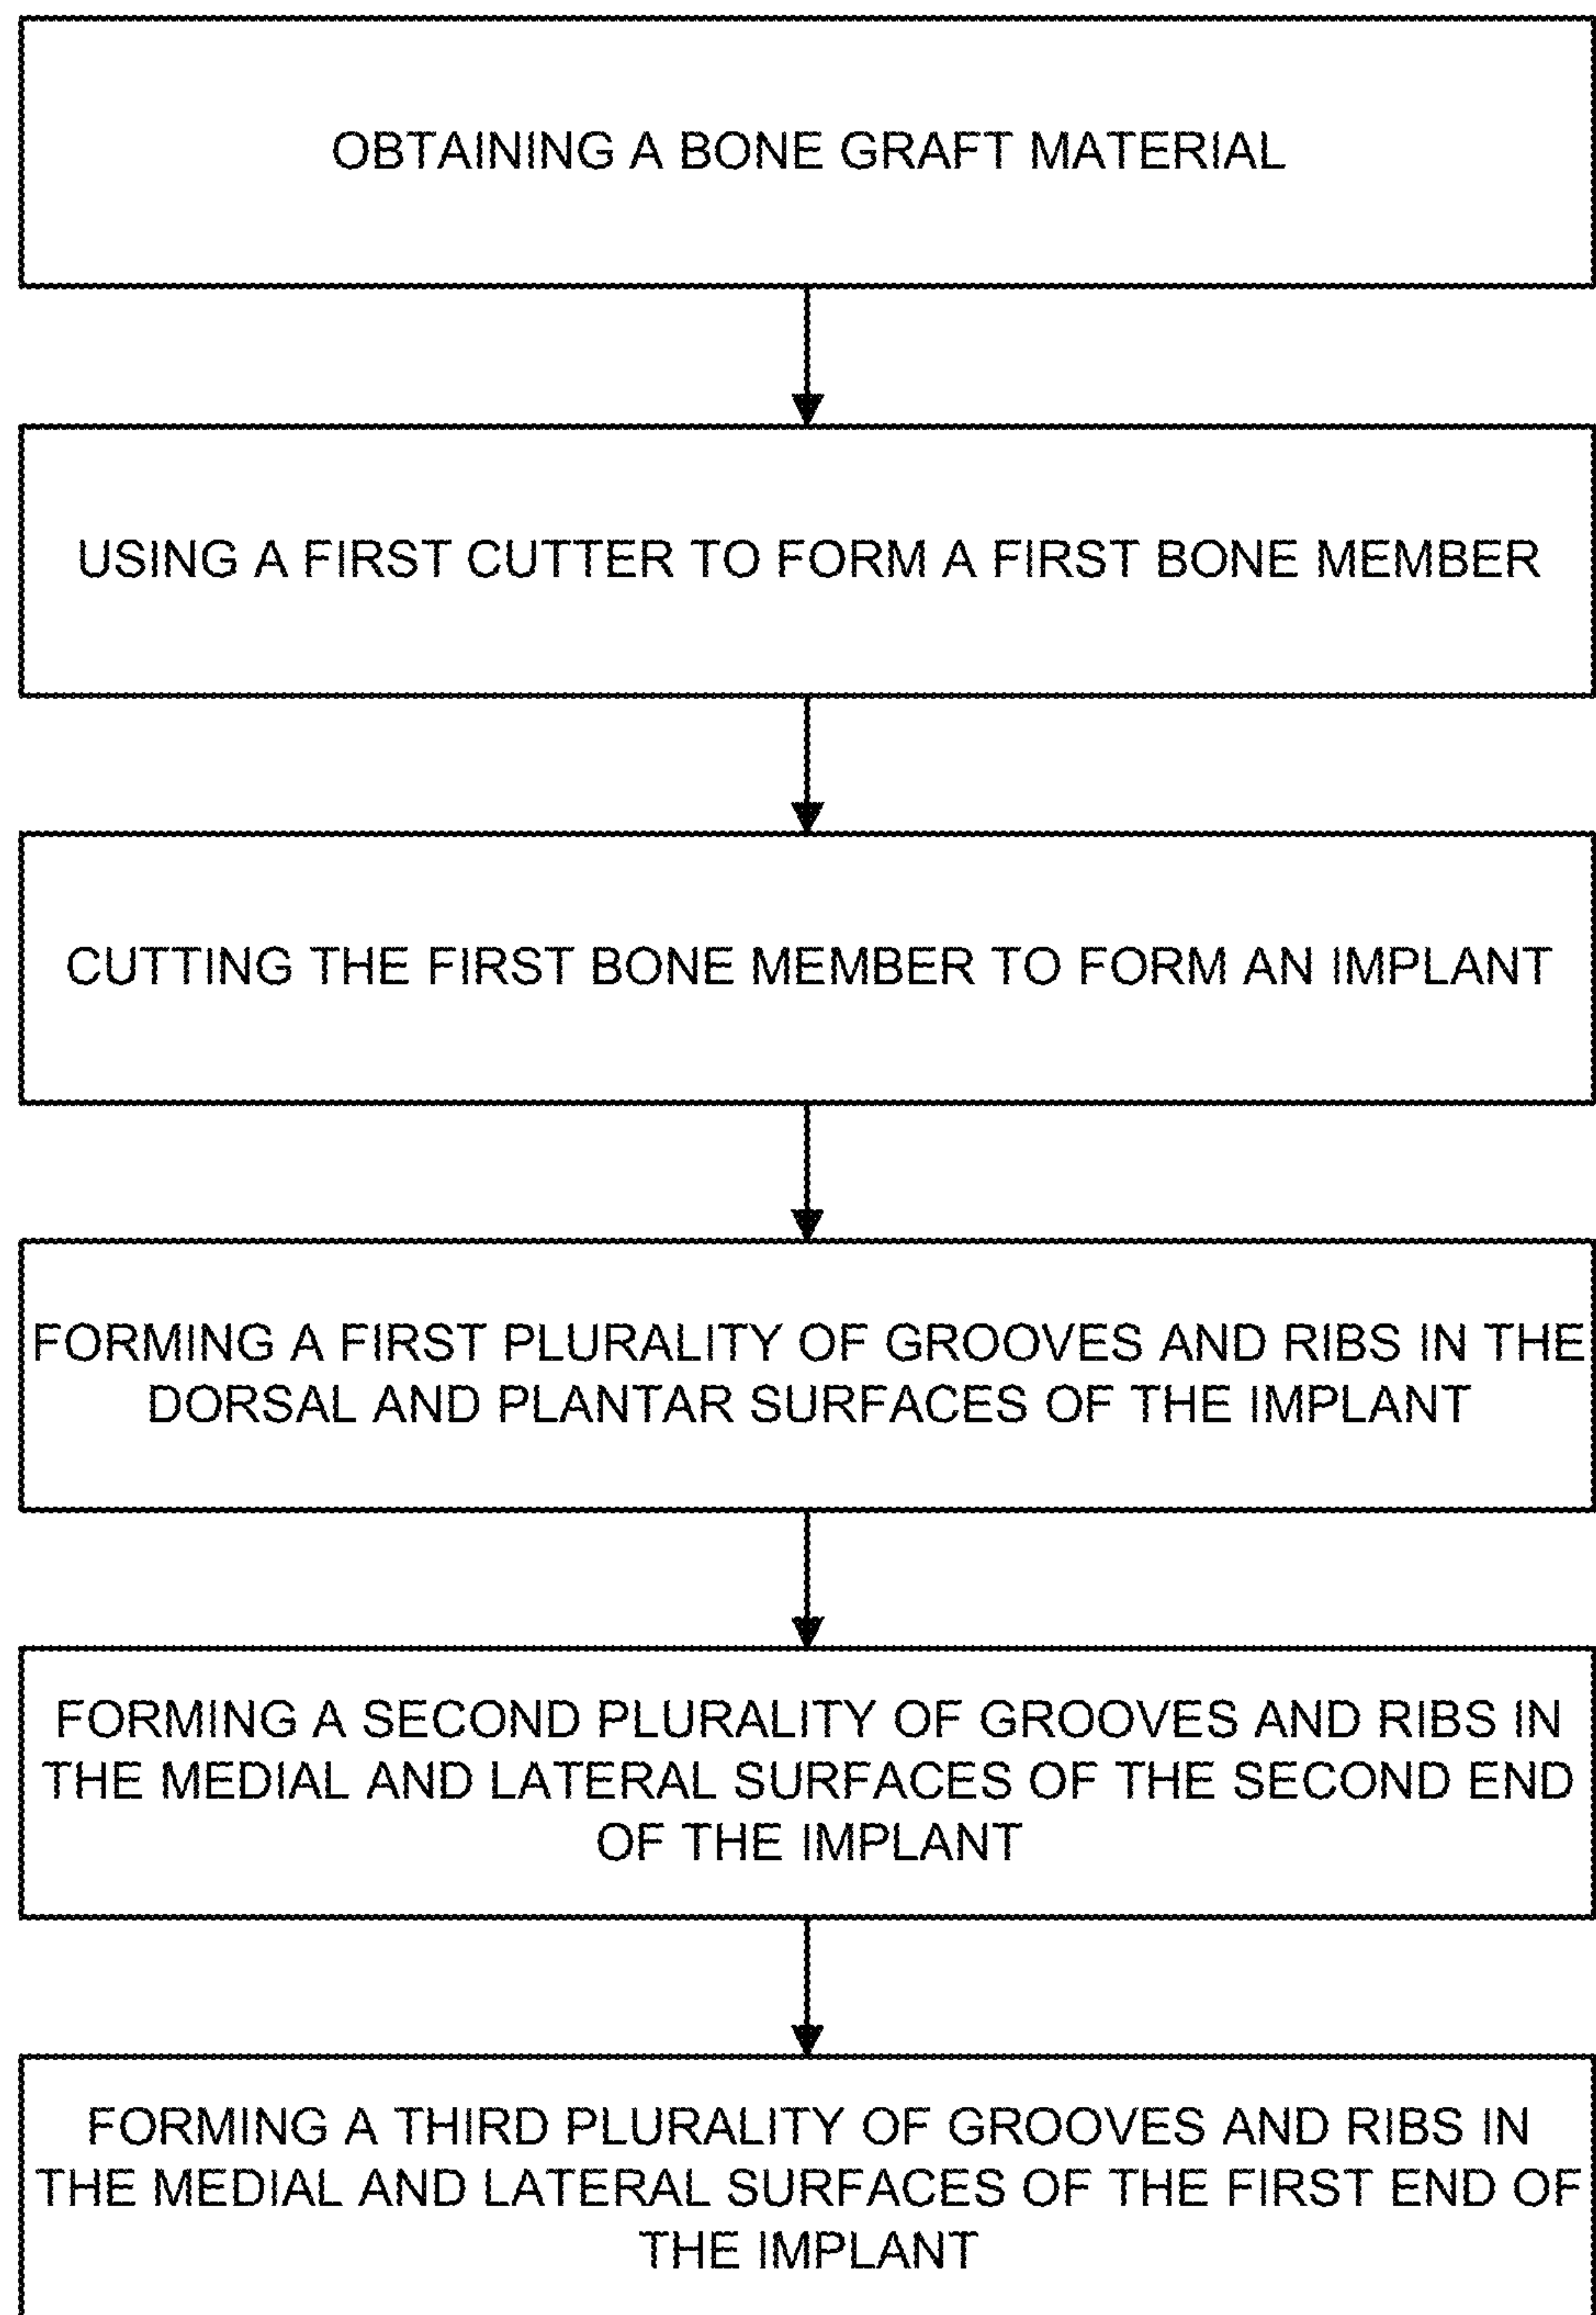 OBTAINING A BONE GRAFT MATERIAL
USING A FIRST CUTTER TO FORM A FIRST BONE MEMBER
CUTTING THE FIRST BONE MEMBER TO FORM AN IMPLANT
FORMING A FIRST PLURALITY OF GROOVES AND RIBS IN THE
DORSAL AND PLANTAR SURFACES OF THE IMPLANT
FORMING A SECOND PLURALITY OF GROOVES AND RIBS IN
THE MEDIAL AND LATERAL SURFACES OF THE SECOND END
OF THE IMPLANT
FORMING A THIRD PLURALITY OF GROOVES AND RIBS IN
THE MEDIAL AND LATERAL SURFACES OF THE FIRST END OF
THE IMPLANT